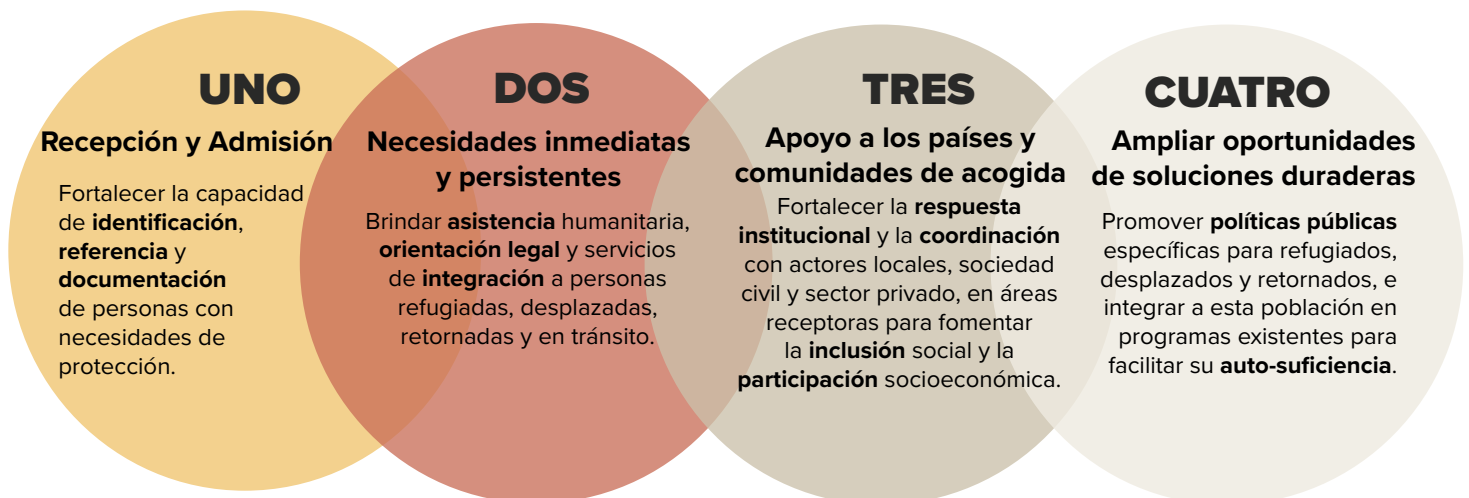 UNO
Recepción y Admisión
Fortalecer la capacidad
de identificación,
referencia y
documentación
de personas con
necesidades de
protección.
DOS
Necesidades inmediatas
y persistentes
Brindar asistencia humanitaria,
orientación legal y servicios
de integración a personas
refugiadas, desplazadas,
retornadas y en tránsito.
TRES
Apoyo a los países y
comunidades de acogida
Fortalecer la respuesta
institucional y la coordinación
con actores locales, sociedad
civil y sector privado, en áreas
receptoras para fomentar
la inclusión social y la
participación socioeconómica.
CUATRO
Ampliar oportunidades
de soluciones duraderas
Promover políticas públicas
específicas para refugiados,
desplazados y retornados, e
integrar a esta población en
programas existentes para
facilitar su auto-suficiencia.